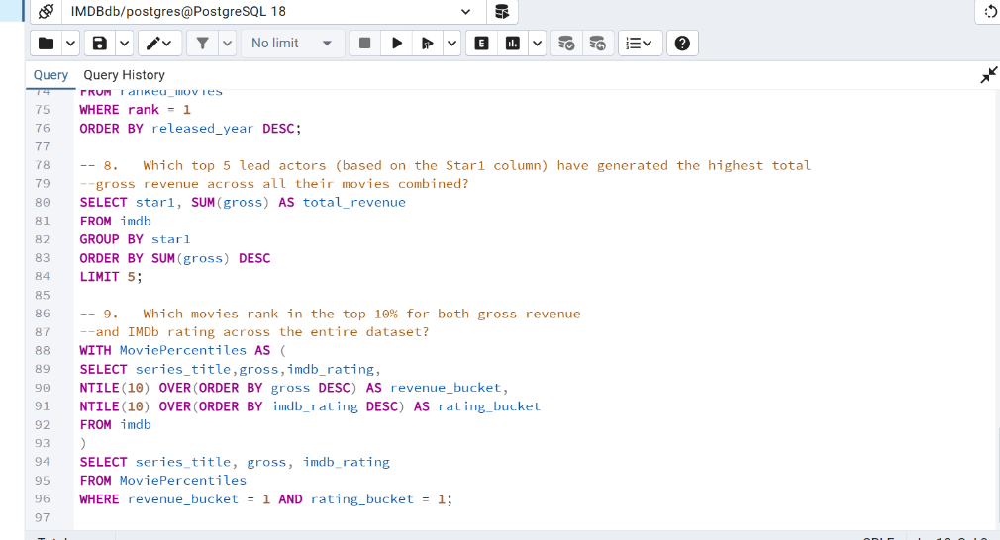 IMDBdb/postgres@PostgreSQL 18
No limit
E
Query Query History
74 FROM ranked_movies
75 WHERE rank = 1
76 ORDER BY released_year DESC;
77
78 -- 8.   Which top 5 lead actors (based on the Star1 column) have generated the highest total
79 --gross revenue across all their movies combined?
80 SELECT star1, SUM(gross) AS total_revenue
81 FROM imdb
82 GROUP BY star1
83 ORDER BY SUM(gross) DESC
84 LIMIT 5;
85
86 -- 9.   Which movies rank in the top 10% for both gross revenue
87 --and IMDb rating across the entire dataset?
88 WITH MoviePercentiles AS (
89 SELECT series_title,gross,imdb_rating,
90 NTILE(10) OVER(ORDER BY gross DESC) AS revenue_bucket,
91 NTILE(10) OVER(ORDER BY imdb_rating DESC) AS rating_bucket
92 FROM imdb
93 )
94 SELECT series_title, gross, imdb_rating
95 FROM MoviePercentiles
96 WHERE revenue_bucket = 1 AND rating_bucket = 1;
97